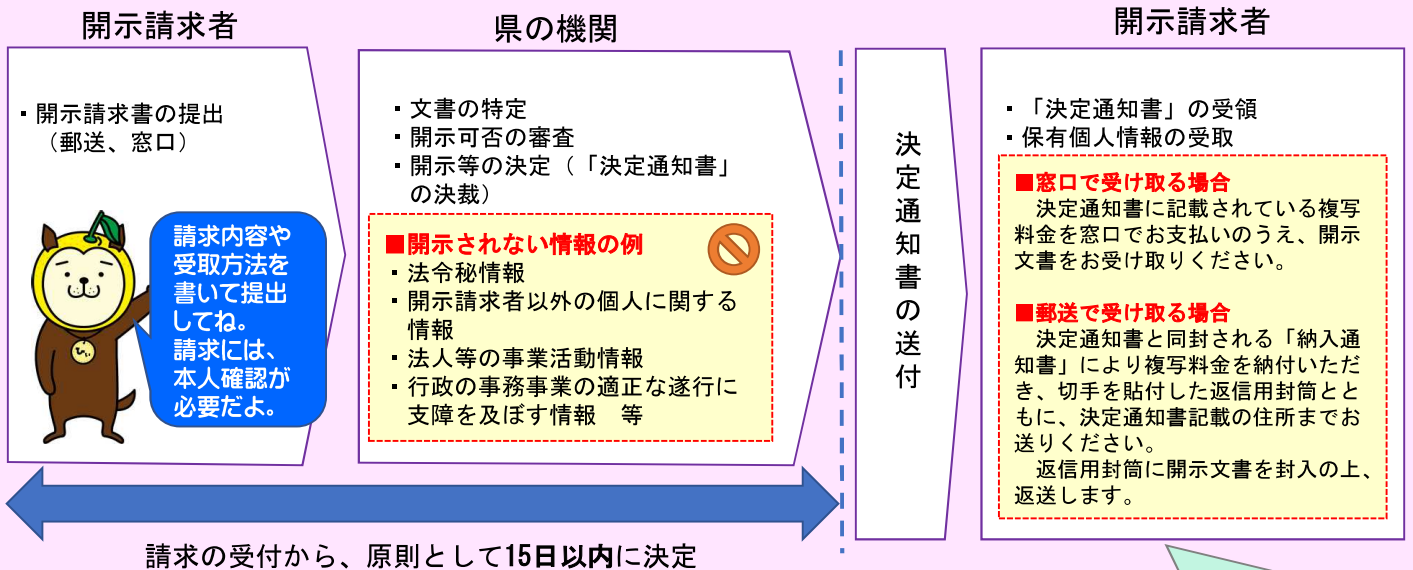 開示請求者
・開示請求書の提出
（郵送、窓口）
請求内容や
受取方法を
書いて提出
してね。
請求には、
本人確認が
必要だよ。
ひぃ
県の機関
・文書の特定
・開示可否の審査
・開示等の決定（「決定通知書」
の決裁）
■開示されない情報の例
・法令秘情報
・開示請求者以外の個人に関する
情報
・法人等の事業活動情報
・行政の事務事業の適正な遂行に
支障を及ぼす情報　等
請求の受付から、原則として15日以内に決定
決定通知書の送付
開示請求者
・「決定通知書」の受領
・保有個人情報の受取
■窓口で受け取る場合
　決定通知書に記載されている複写
料金を窓口でお支払いのうえ、開示
文書をお受け取りください。
■郵送で受け取る場合
　決定通知書と同封される「納入通
知書」により複写料金を納付いただ
き、切手を貼付した返信用封筒とと
もに、決定通知書記載の住所までお
送りください。
　返信用封筒に開示文書を封入の上、
返送します。